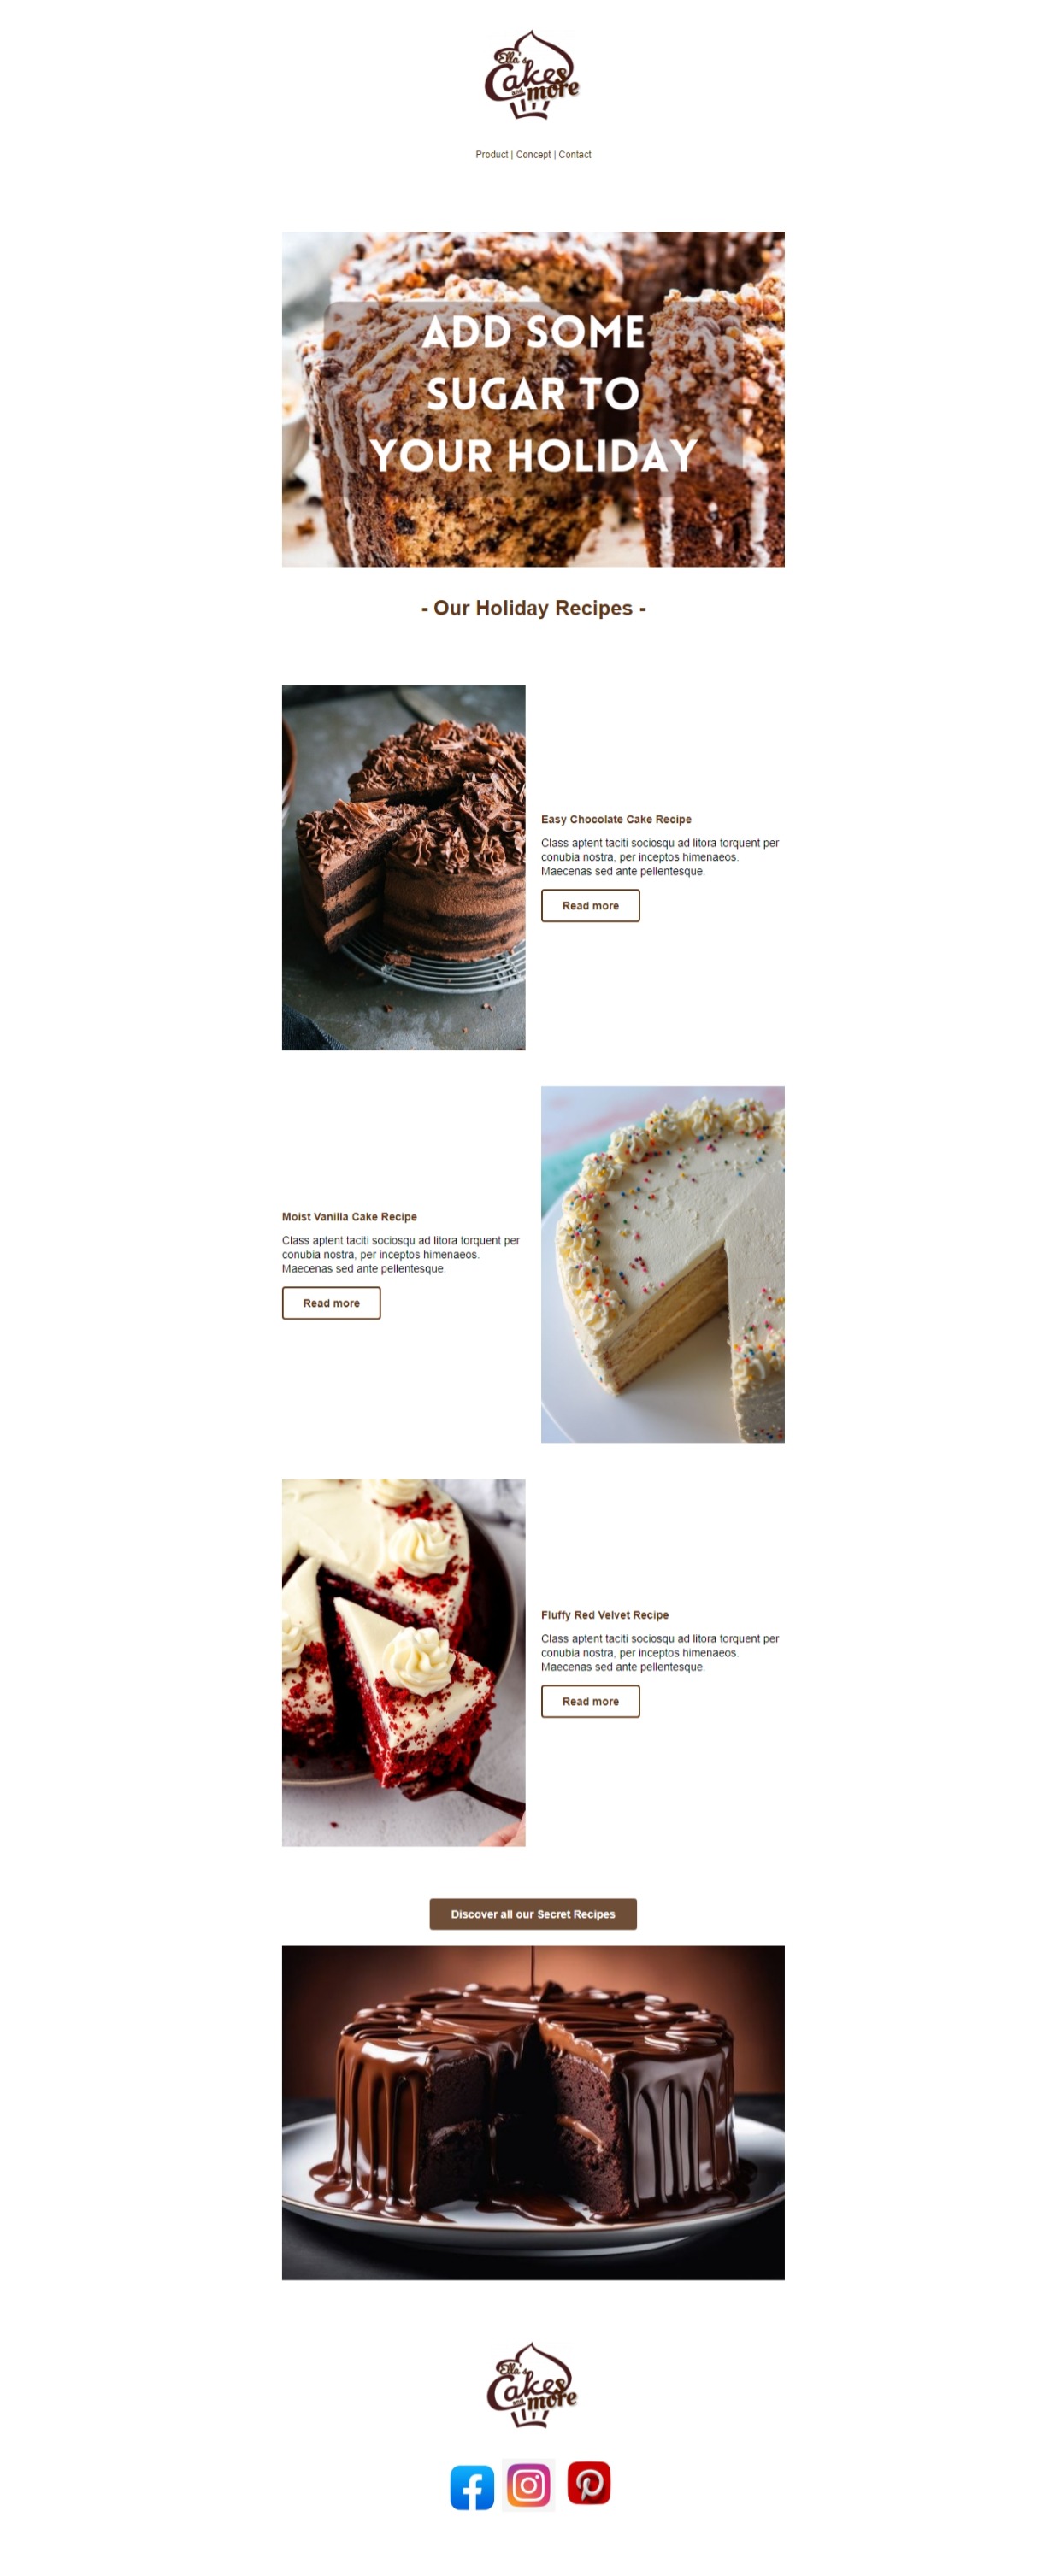 Ella's
Cakes
and more
Product | Concept | Contact
ADD SOME
SUGAR TO
YOUR HOLIDAY
- Our Holiday Recipes -
Easy Chocolate Cake Recipe
Class aptent taciti sociosqu ad litora torquent per
conubia nostra, per inceptos himenaeos.
Maecenas sed ante pellentesque.
Read more
Moist Vanilla Cake Recipe
Class aptent taciti sociosqu ad litora torquent per
conubia nostra, per inceptos himenaeos.
Maecenas sed ante pellentesque.
Read more
Fluffy Red Velvet Recipe
Class aptent taciti sociosqu ad litora torquent per
conubia nostra, per inceptos himenaeos.
Maecenas sed ante pellentesque.
Read more
Discover all our Secret Recipes
Ella's
Cakes
and more